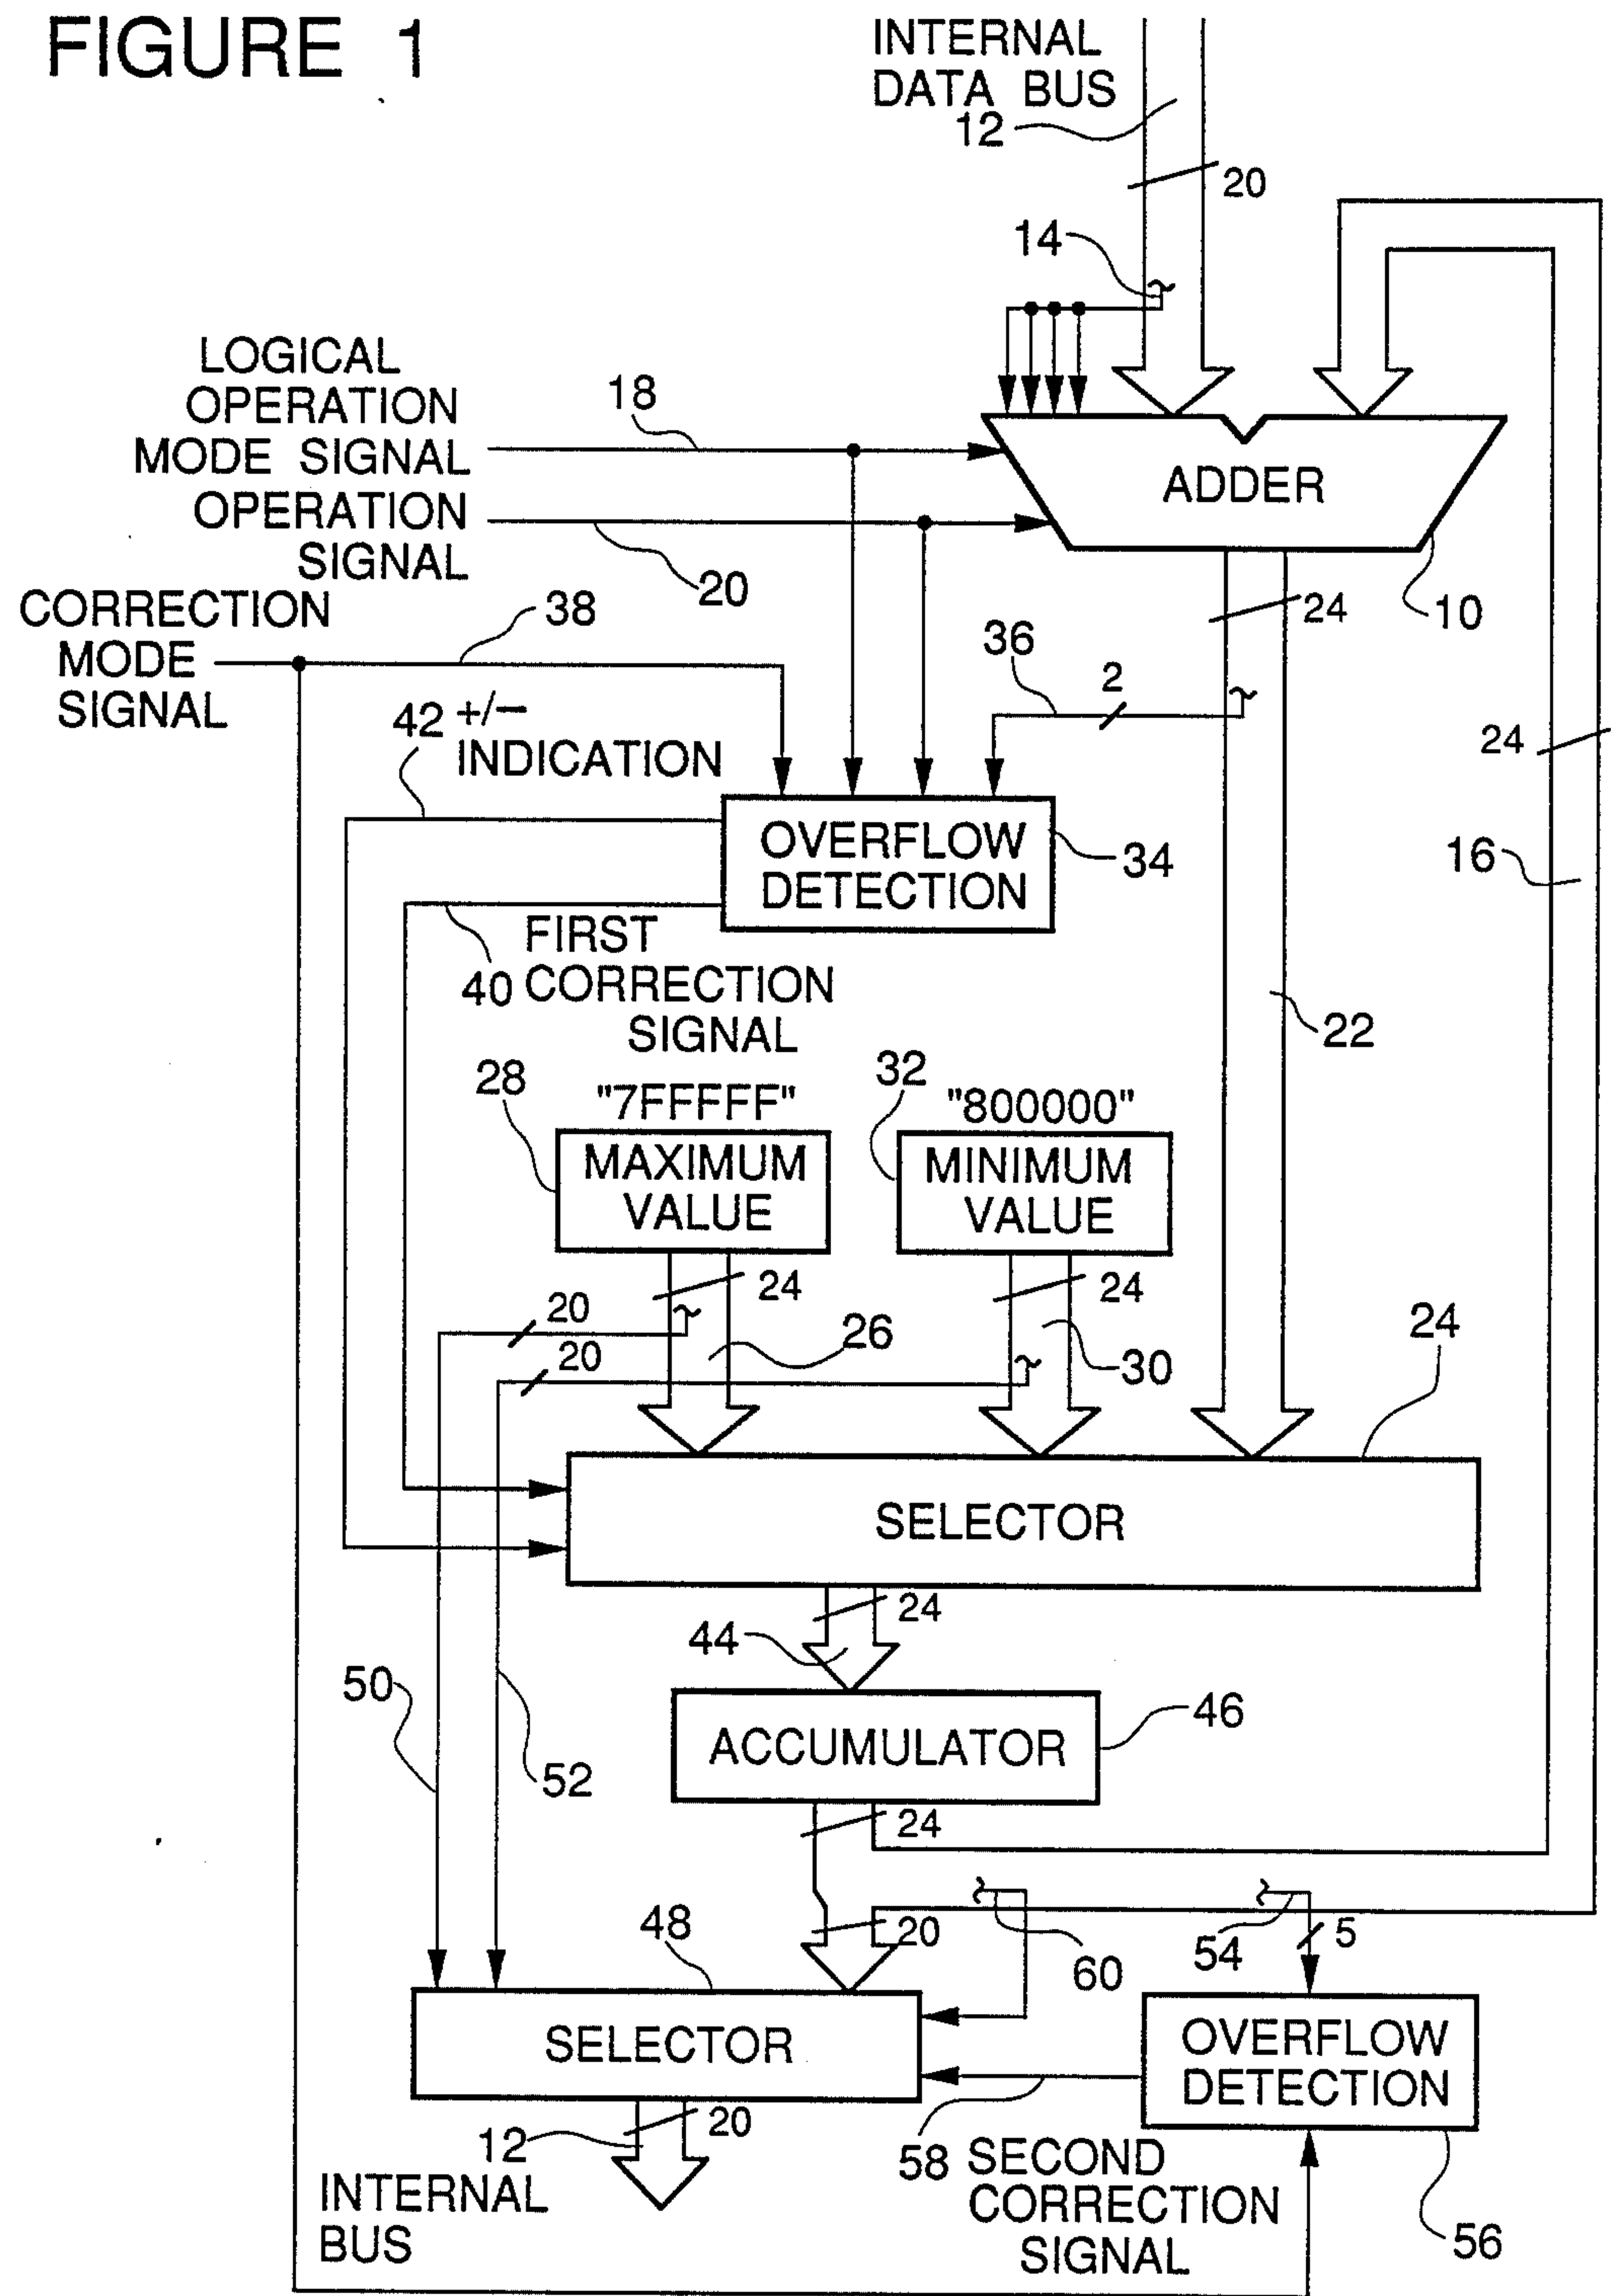 FIGURE 1
INTERNAL
DATA BUS
12
20
14
LOGICAL
OPERATION
MODE SIGNAL
18
OPERATION
SIGNAL
20
ADDER
10
24
CORRECTION
MODE
SIGNAL
38
36
2
42
+/−
INDICATION
24
OVERFLOW
DETECTION
34
16
40
FIRST
CORRECTION
SIGNAL
22
28
"7FFFFF"
MAXIMUM
VALUE
32
"800000"
MINIMUM
VALUE
24
24
20
20
26
30
24
SELECTOR
24
44
50
52
ACCUMULATOR
46
24
48
20
60
54
5
SELECTOR
OVERFLOW
DETECTION
12
20
INTERNAL
BUS
58
SECOND
CORRECTION
SIGNAL
56